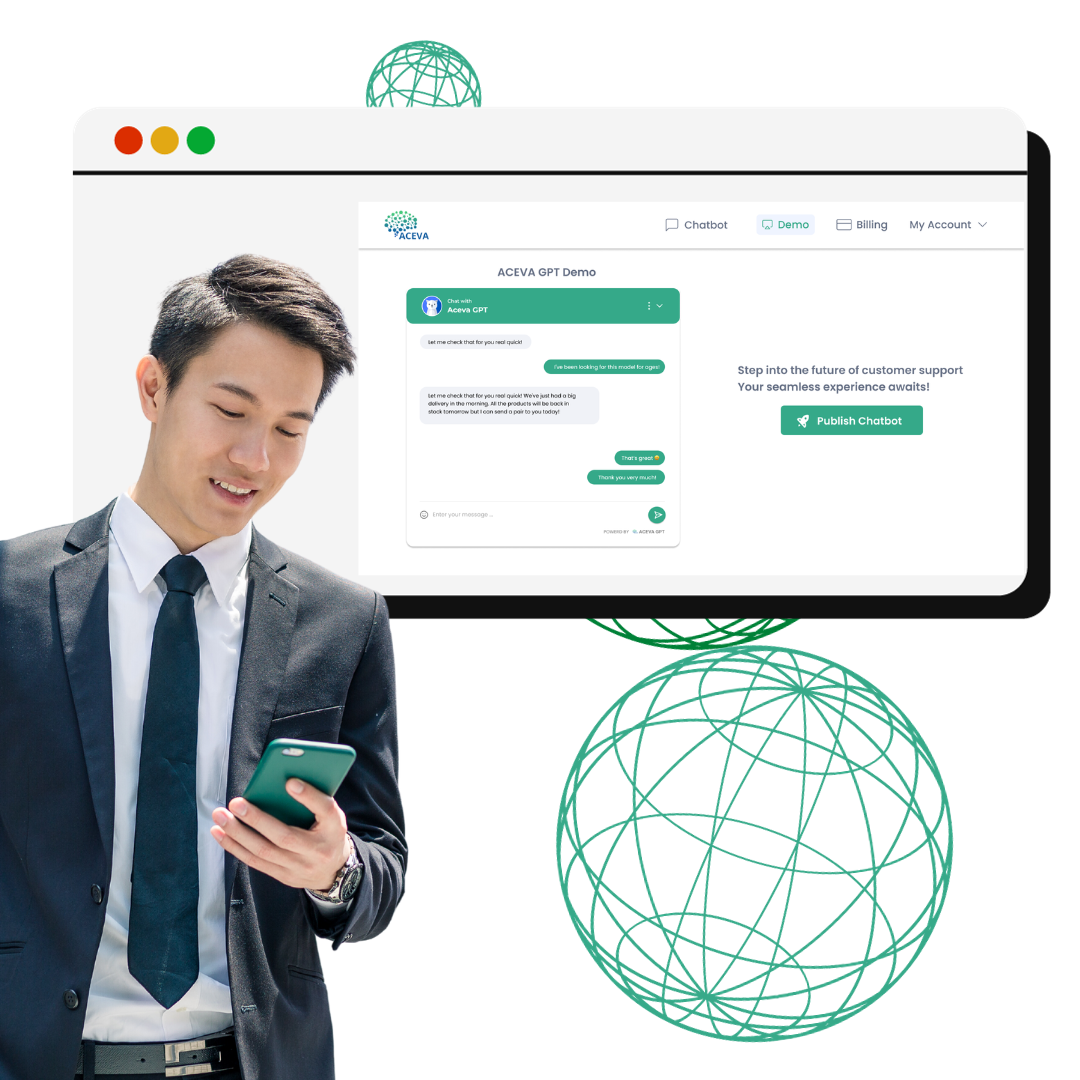 ACEVA
Chatbot
Demo
Billing
My Account
ACEVA GPT Demo
Chat with
Aceva GPT
Let me check that for you real quick!
I've been looking for this model for ages!
Let me check that for you real quick! We've just had a big
delivery in the morning. All the products will be back in
stock tomorrow but I can send a pair to you today!
That's great 😄
Thank you very much!
Enter your message ...
POWERED BY ACEVA GPT
Step into the future of customer support
Your seamless experience awaits!
Publish Chatbot